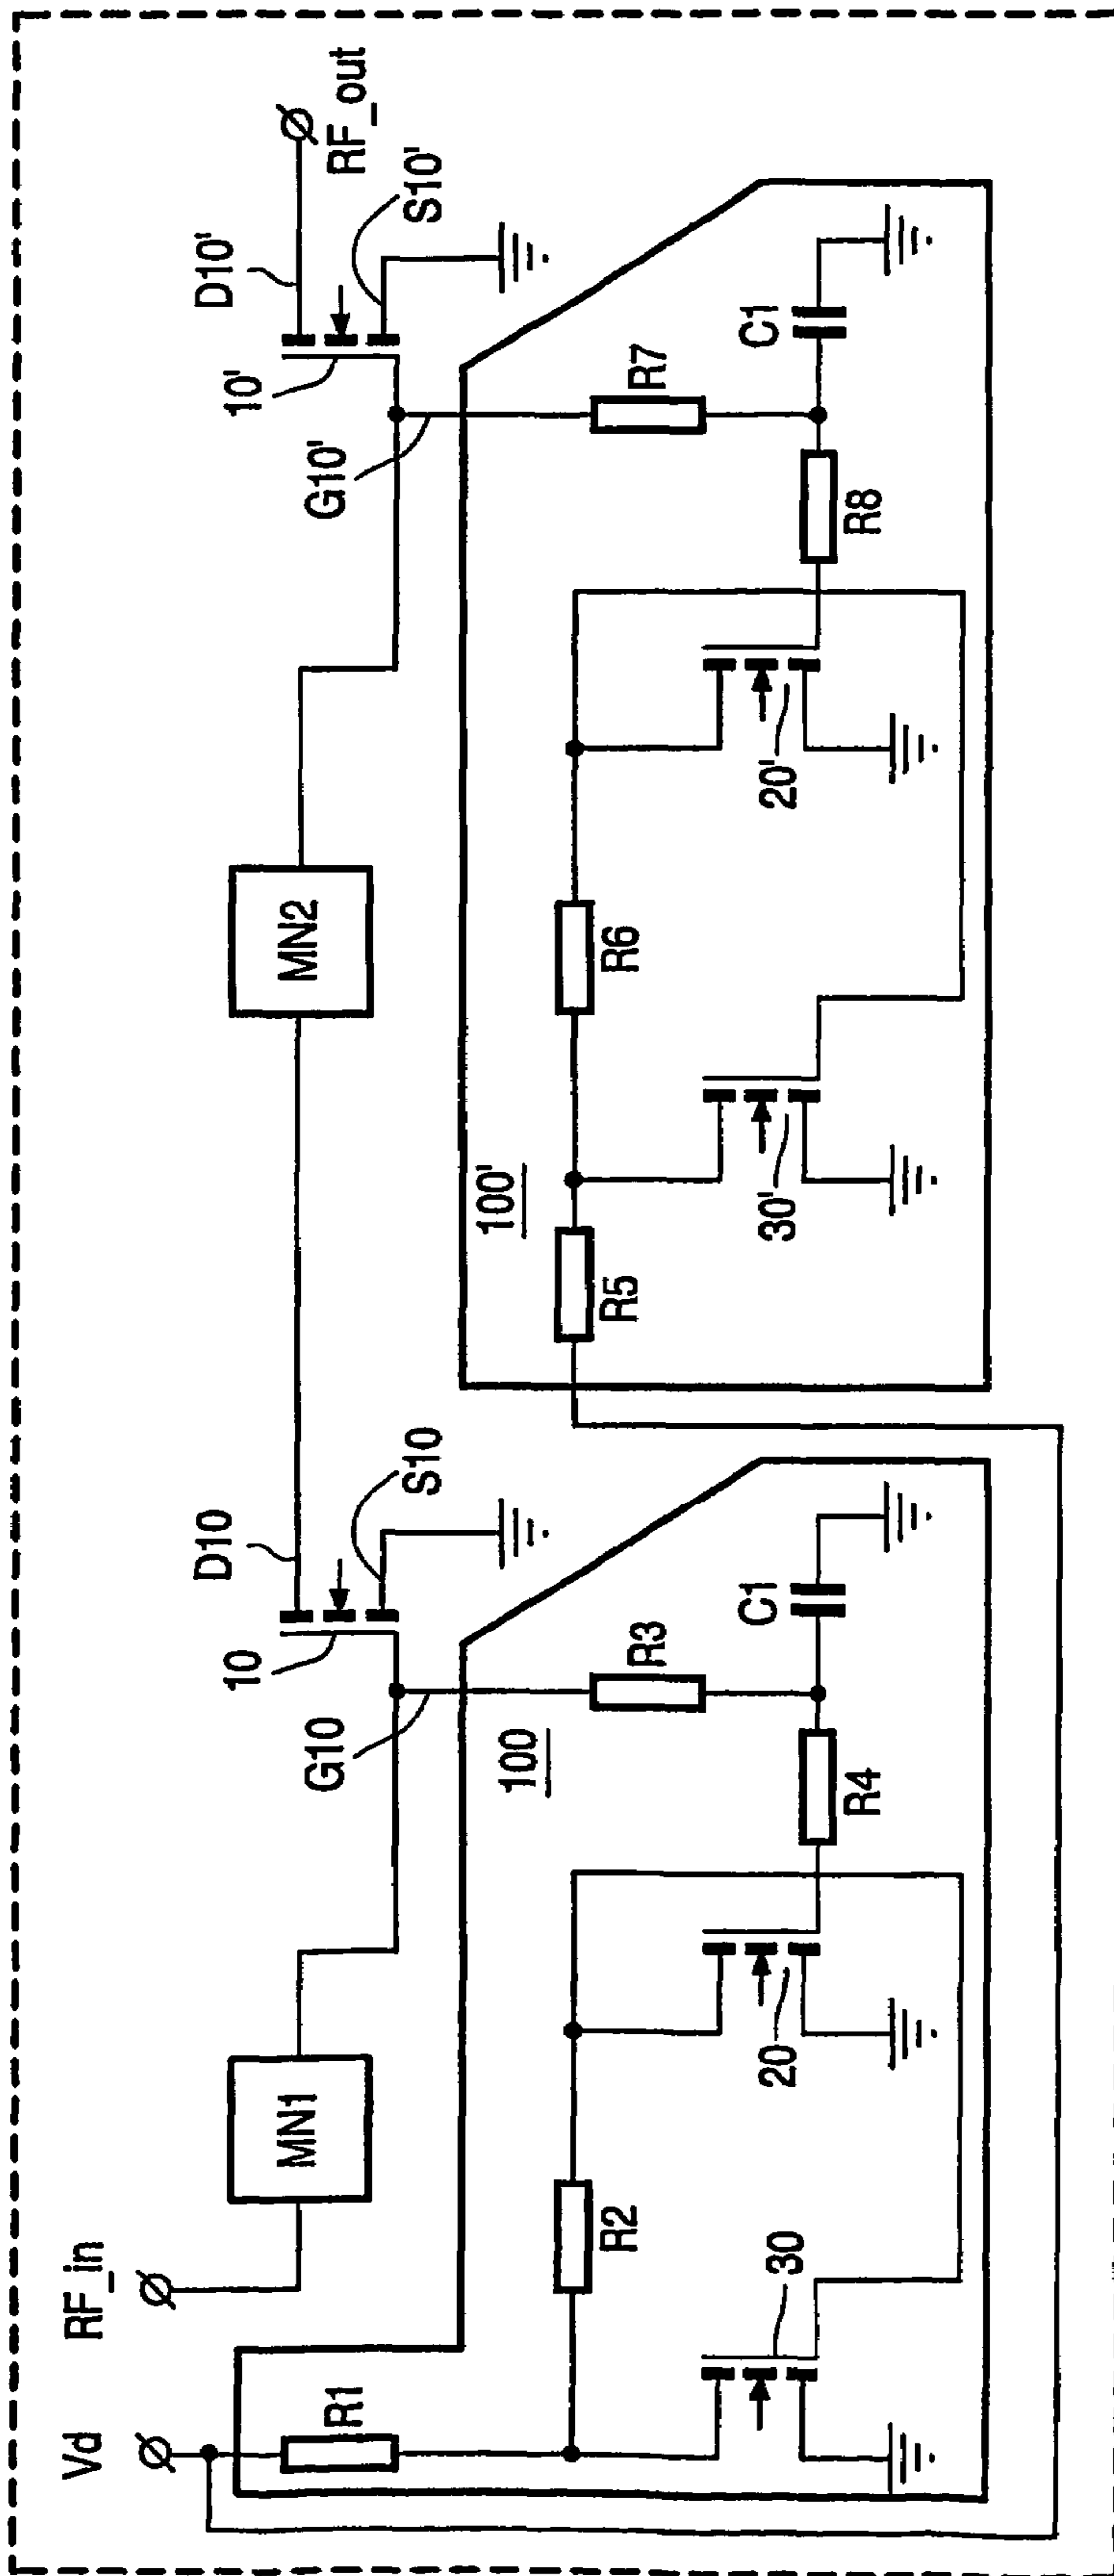 Vd
RF_in
RF_out
MN1
MN2
D10
D10'
10
10'
S10
S10'
G10
G10'
R1
R2
R3
R4
R5
R6
R7
R8
C1
C1
100
100'
20
20'
30
30'